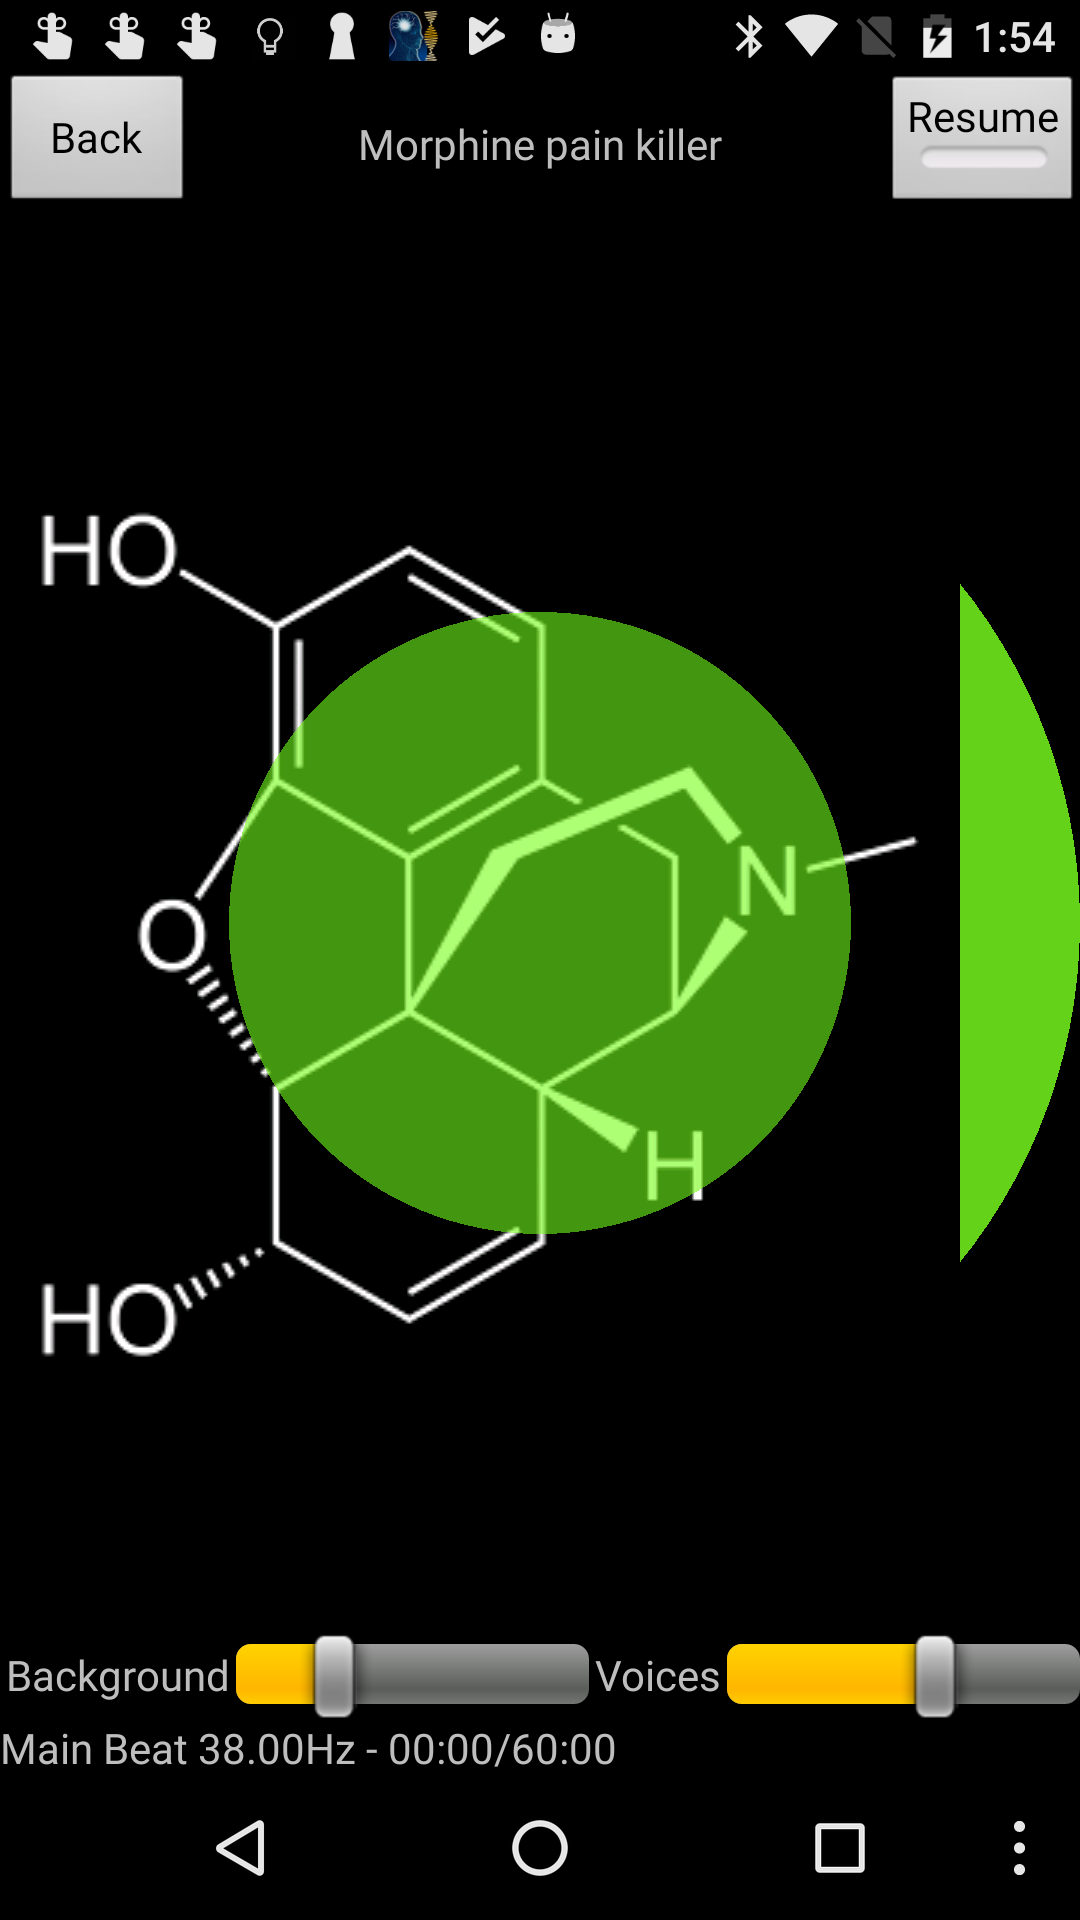 1:54
Back
Morphine pain killer
Resume
HO
N
O
H
HO
Background
Voices
Main Beat 38.00Hz - 00:00/60:00